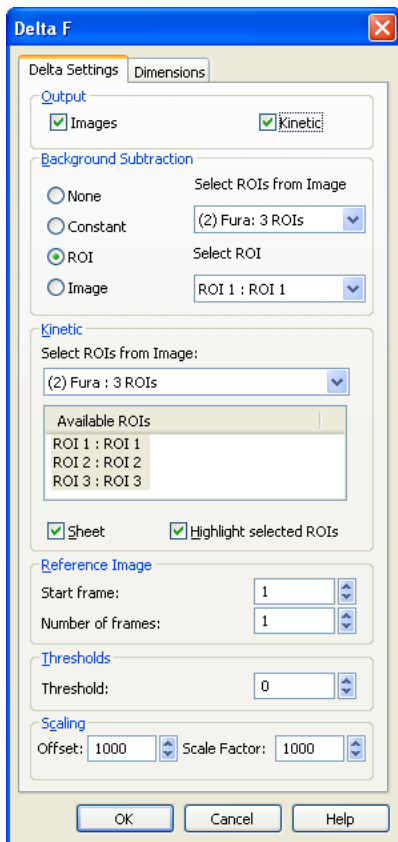 Delta F
Delta Settings Dimensions
Output
Images Kinetic
Background Subtraction
None
Constant
ROI
Image
Select ROIs from Image
(2) Fura: 3 ROIs
Select ROI
ROI 1 : ROI 1
Kinetic
Select ROIs from Image:
(2) Fura : 3 ROIs
Available ROIs
ROI 1 : ROI 1
ROI 2 : ROI 2
ROI 3 : ROI 3
Sheet Highlight selected ROIs
Reference Image
Start frame: 1
Number of frames: 1
Thresholds
Threshold: 0
Scaling
Offset: 1000 Scale Factor: 1000
OK Cancel Help